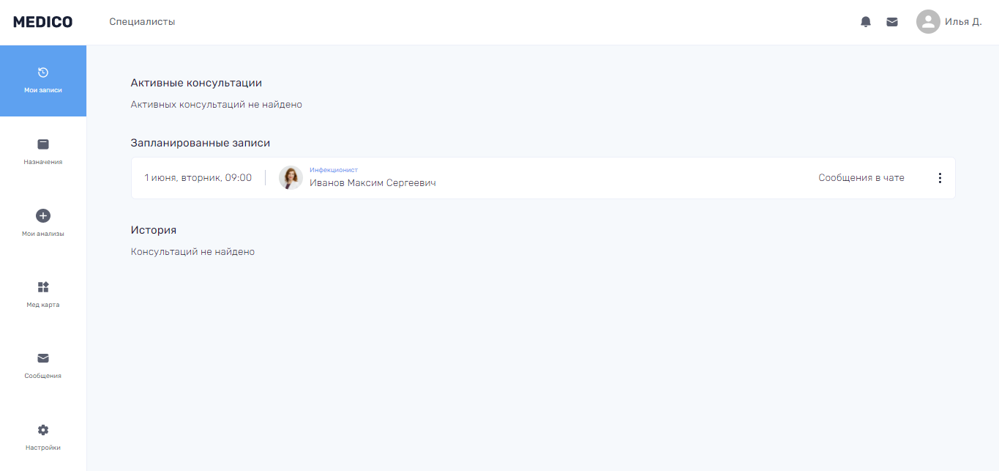 MEDICO
Специалисты
Илья Д.
Мои записи
Назначения
Мои анализы
Мед карта
Сообщения
Настройки
Активные консультации
Активных консультаций не найдено
Запланированные записи
1 июня, вторник, 09:00
Инфекционист
Иванов Максим Сергеевич
Сообщения в чате
История
Консультаций не найдено